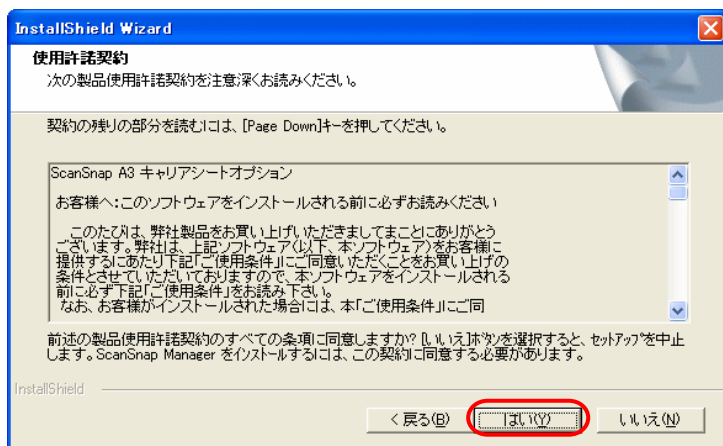 InstallShield Wizard
使用許諾契約
次の製品使用許諾契約を注意深くお読みください。
契約の残りの部分を読むには、[Page Down]キーを押してください。
ScanSnap A3 キャリアシートオプション
お客様へ:このソフトウェアをインストールされる前に必ずお読みください
このたびは、弊社製品をお買い上げいただきましてまことにありがとう
ございます。弊社は、上記ソフトウェア(以下、本ソフトウェア)をお客様に
提供するにあたり下記「ご使用条件」にご同意いただくことをお買い上げの
条件とさせていただいておりますので、本ソフトウェアをインストールされる
前に必ず下記「ご使用条件」をお読み下さい。
なお、お客様がインストールされた場合には、本「ご使用条件」にご同
前述の製品使用許諾契約のすべての条項に同意しますか? [いいえ]ボタンを選択すると、セットアップを中止
します。ScanSnap Manager をインストールするには、この契約に同意する必要があります。
InstallShield
< 戻る(B) はい(Y) いいえ(N)